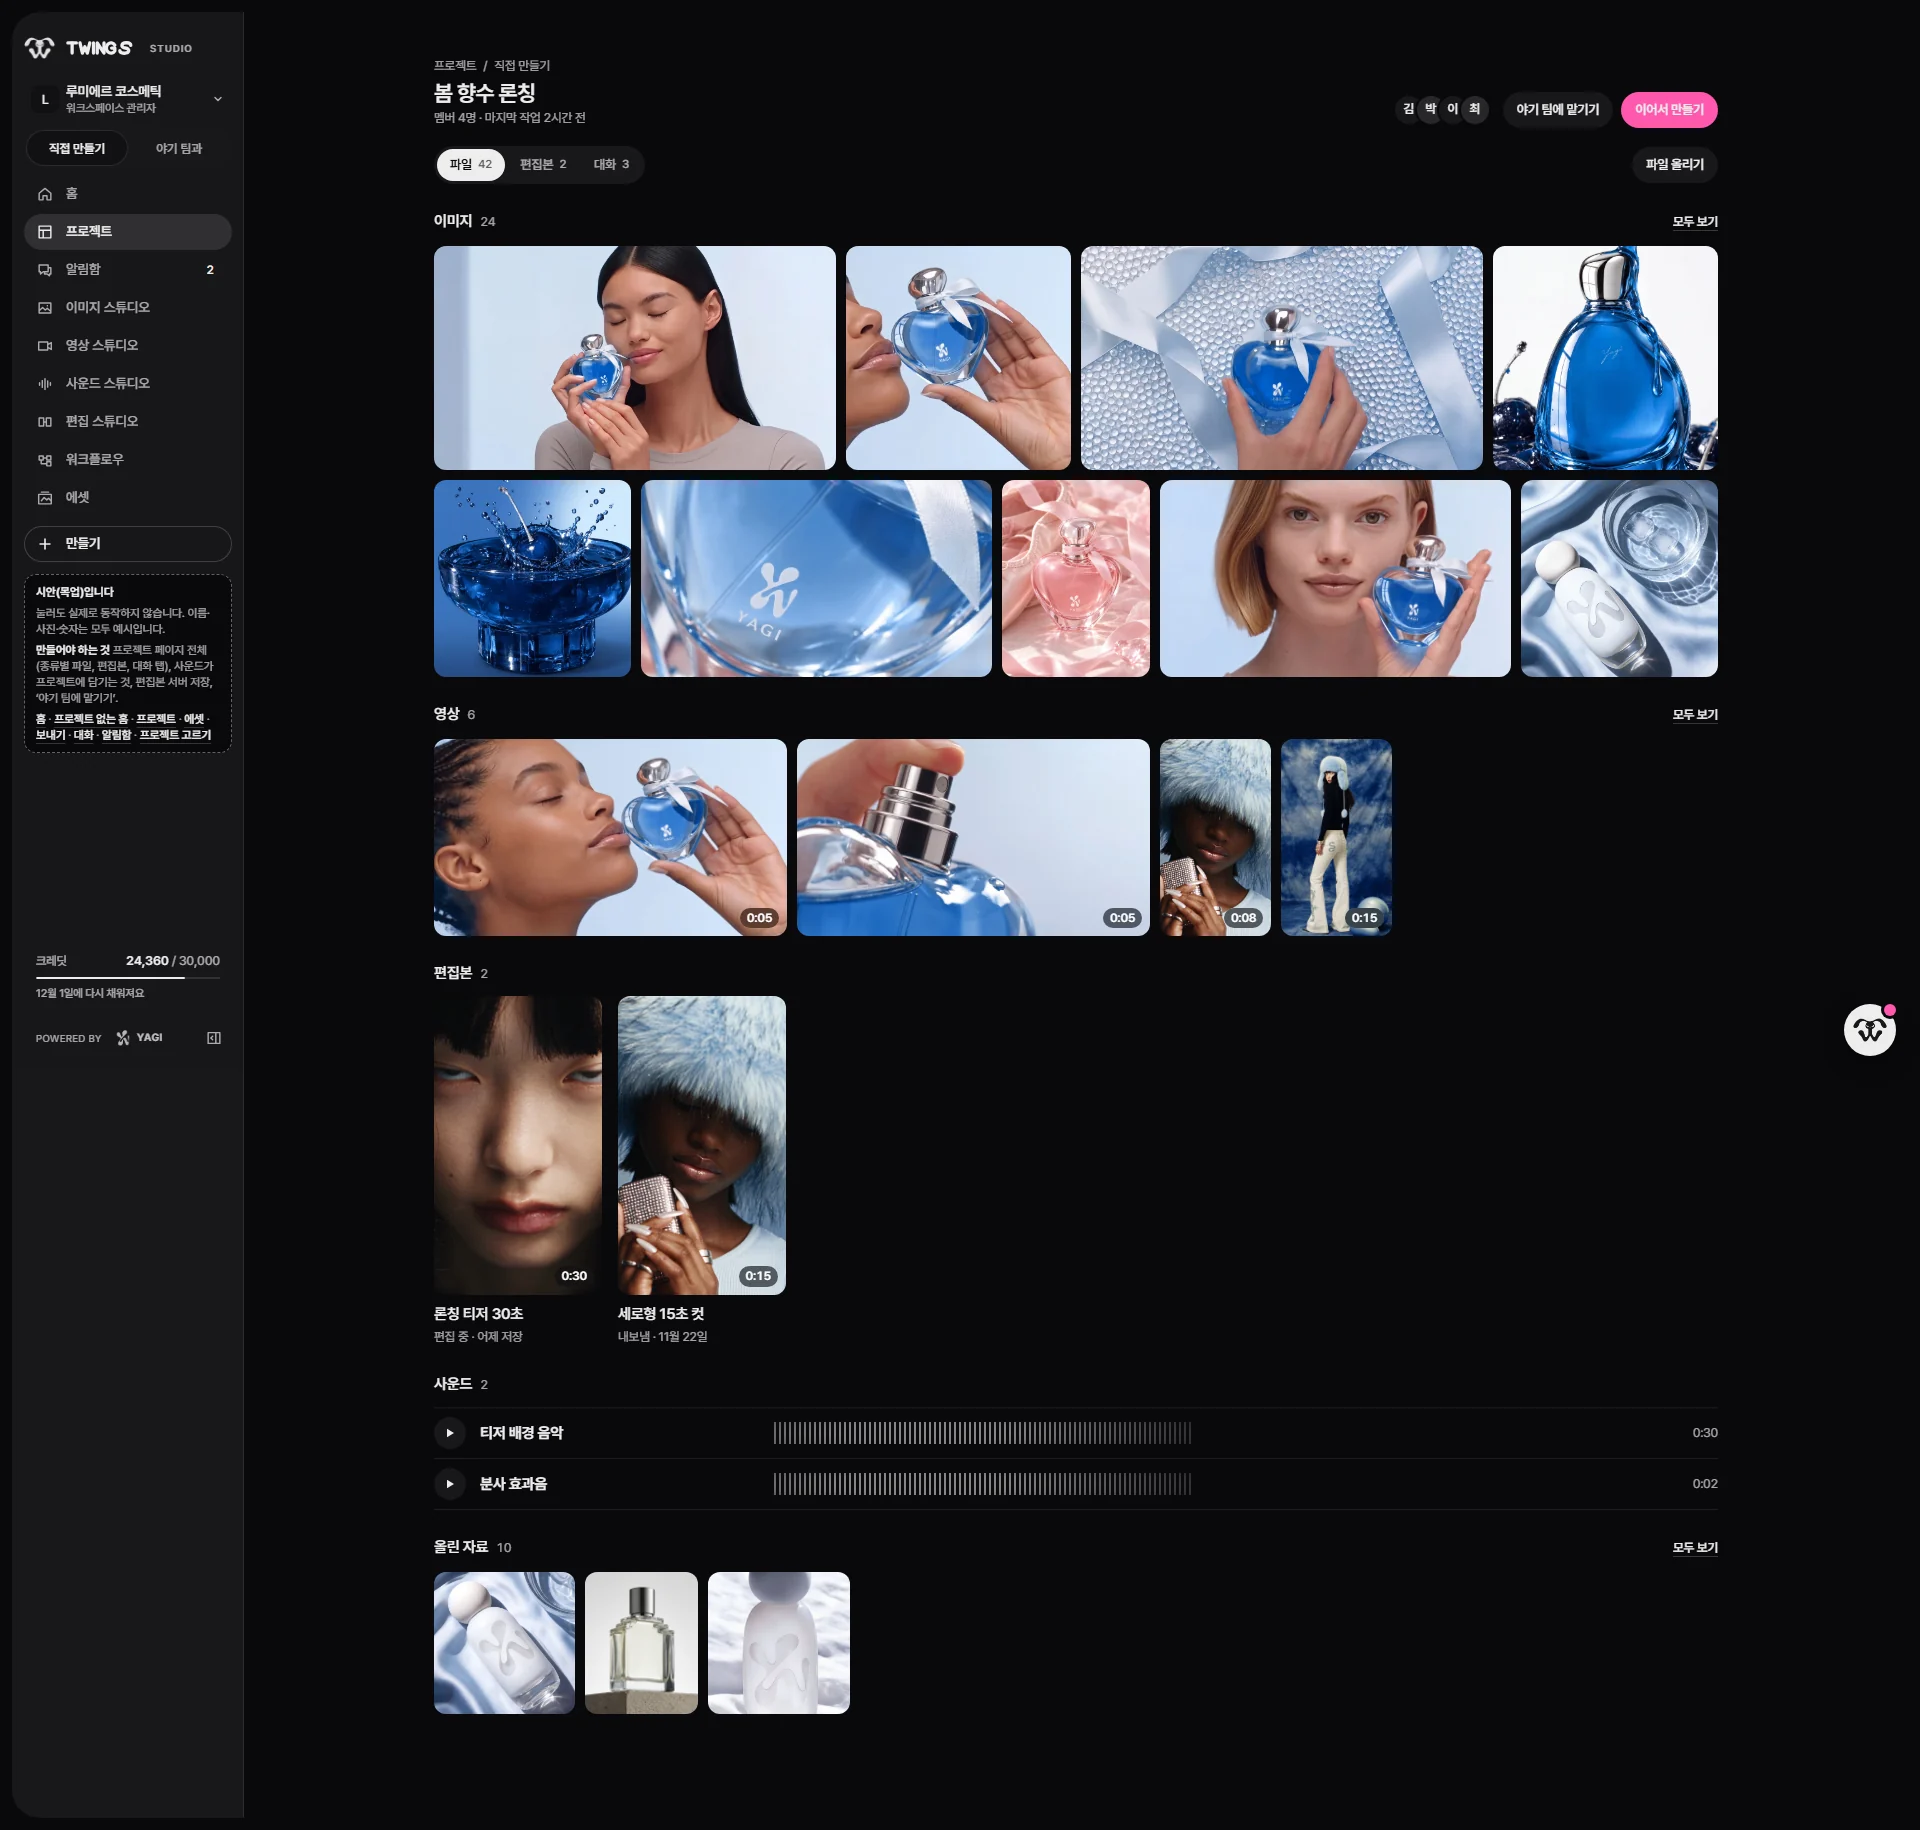 TWINGS STUDIO
L
루미에르 코스메틱
워크스페이스 관리자
직접 만들기
야기 팀과
홈
프로젝트
알림함 2
이미지 스튜디오
영상 스튜디오
사운드 스튜디오
편집 스튜디오
워크플로우
에셋
만들기
시안(목업)입니다
눌러도 실제로 동작하지 않습니다. 이름·
사진·숫자는 모두 예시입니다.
만들어야 하는 것 프로젝트 페이지 전체
(종류별 파일, 편집본, 대화 탭), 사운드가
프로젝트에 담기는 것, 편집본 서버 저장,
‘야기 팀에 맡기기’.
홈 · 프로젝트 없는 홈 · 프로젝트 · 에셋 ·
보내기 · 대화 · 알림함 · 프로젝트 고르기
크레딧 24,360 / 30,000
12월 1일에 다시 채워져요
POWERED BY YAGI
프로젝트 / 직접 만들기
봄 향수 론칭
멤버 4명 · 마지막 작업 2시간 전
김 박 이 최
야기 팀에 맡기기
이어서 만들기
파일 42
편집본 2
대화 3
파일 올리기
이미지 24
모두 보기
YAGI
영상 6
모두 보기
0:05
0:05
0:08
0:15
편집본 2
0:30
0:15
론칭 티저 30초
편집 중 · 어제 저장
세로형 15초 컷
내보냄 · 11월 22일
사운드 2
티저 배경 음악
0:30
분사 효과음
0:02
올린 자료 10
모두 보기